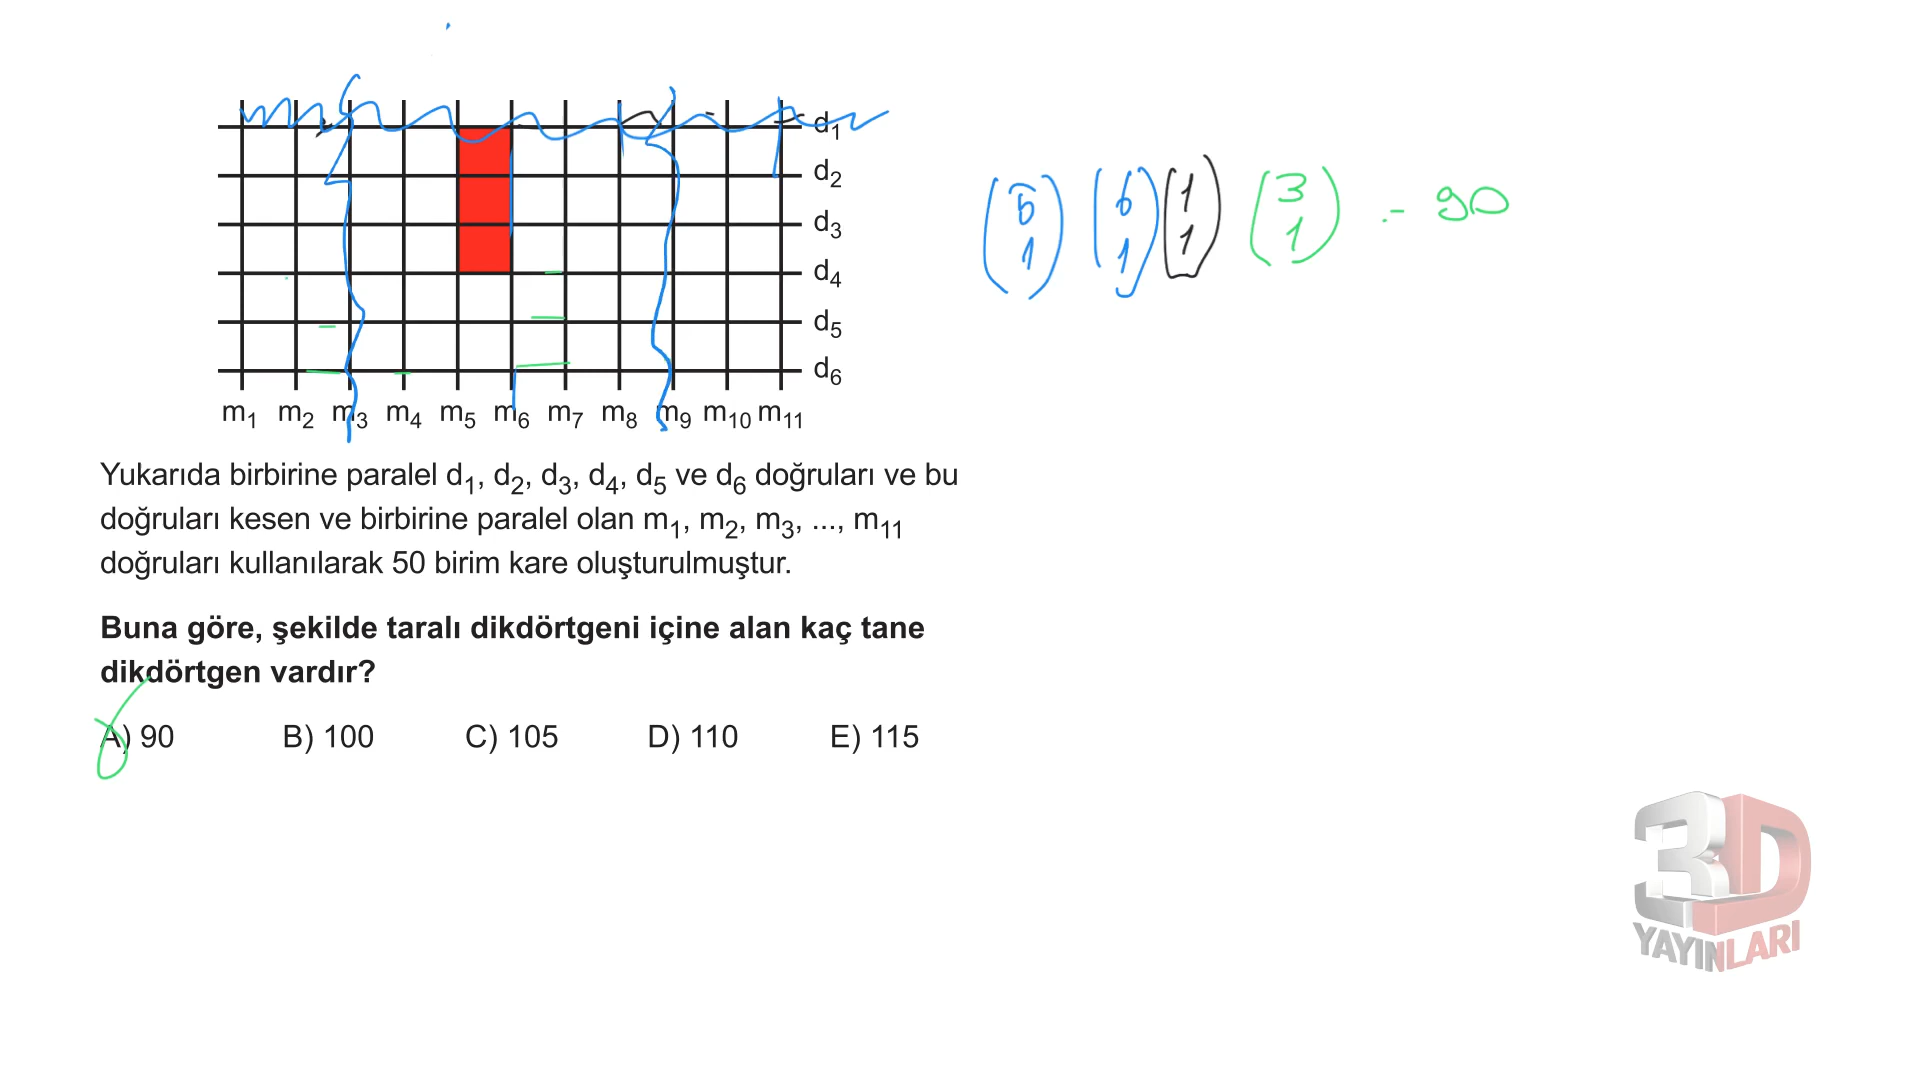 d1
d2
d3
d4
d5
d6
m1 m2 m3 m4 m5 m6 m7 m8 m9 m10 m11
(5 1) (6 1) (1 1) (3 1) = 90
Yukarıda birbirine paralel d1, d2, d3, d4, d5 ve d6 doğruları ve bu
doğruları kesen ve birbirine paralel olan m1, m2, m3, ..., m11
doğruları kullanılarak 50 birim kare oluşturulmuştur.
Buna göre, şekilde taralı dikdörtgeni içine alan kaç tane
dikdörtgen vardır?
A) 90 B) 100 C) 105 D) 110 E) 115
3D
YAYINLARI